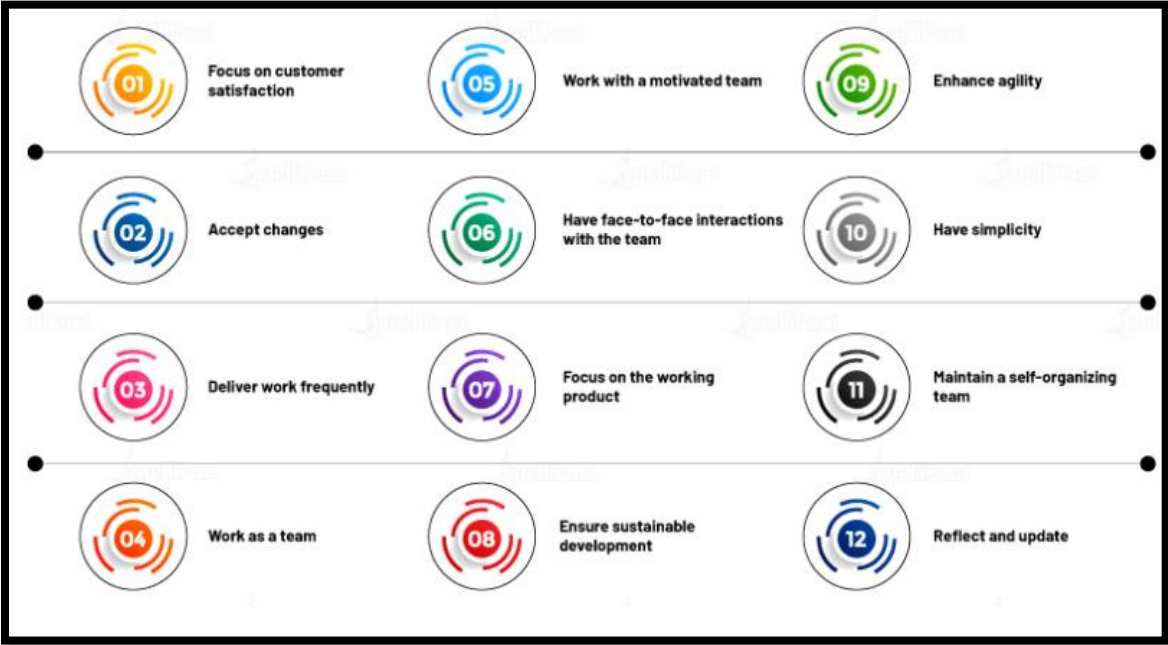 01
Focus on customer
satisfaction
02
Accept changes
03
Deliver work frequently
04
Work as a team
05
Work with a motivated team
06
Have face-to-face interactions
with the team
07
Focus on the working
product
08
Ensure sustainable
development
09
Enhance agility
10
Have simplicity
11
Maintain a self-organizing
team
12
Reflect and update